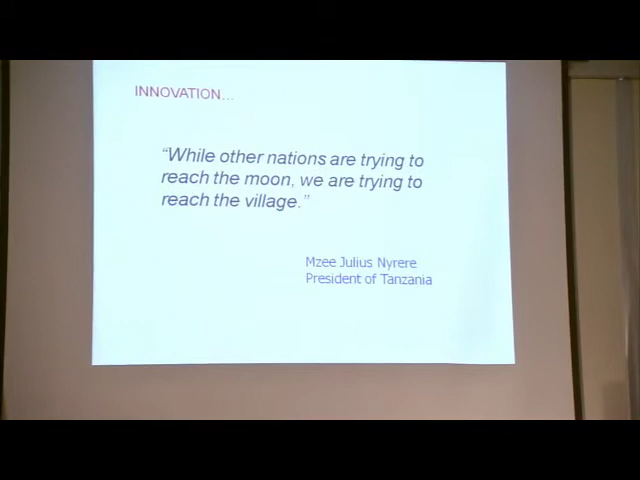 INNOVATION...
“While other nations are trying to
reach the moon, we are trying to
reach the village.”
Mzee Julius Nyrere
President of Tanzania